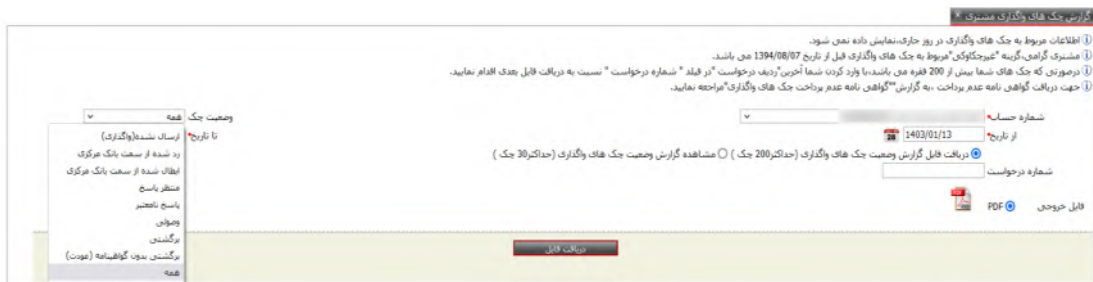 گزارش چک های واگذاری مشتری ×
اطلاعات مربوط به چک های واگذاری در روز جاری،نمایش داده نمی شود.
مشتری گرامی،گزینه "غیرچکاوکی"مربوط به چک های واگذاری قبل از تاریخ 1394/08/07 می باشد.
درصورتی که چک های شما بیش از 200 فقره می باشد،با وارد کردن شما آخرین"ردیف درخواست "در فیلد " شماره درخواست " نسبت به دریافت فایل بعدی اقدام نمایید.
جهت دریافت گواهی نامه عدم پرداخت ،به گزارش""گواهی نامه عدم پرداخت چک های واگذاری"مراجعه نمایید.
شماره حساب*
وضعیت چک همه
از تاریخ* 1403/01/13 28
تا تاریخ*
دریافت فایل گزارش وضعیت چک های واگذاری (حداکثر200 چک ) مشاهده گزارش وضعیت چک های واگذاری (حداکثر30 چک )
شماره درخواست
فایل خروجی PDF
دریافت فایل
ارسال نشده(واگذاری)
رد شده از سمت بانک مرکزی
ابطال شده از سمت بانک مرکزی
منتظر پاسخ
پاسخ نامعتبر
وصولی
برگشتی
برگشتی بدون گواهینامه (عودت)
همه